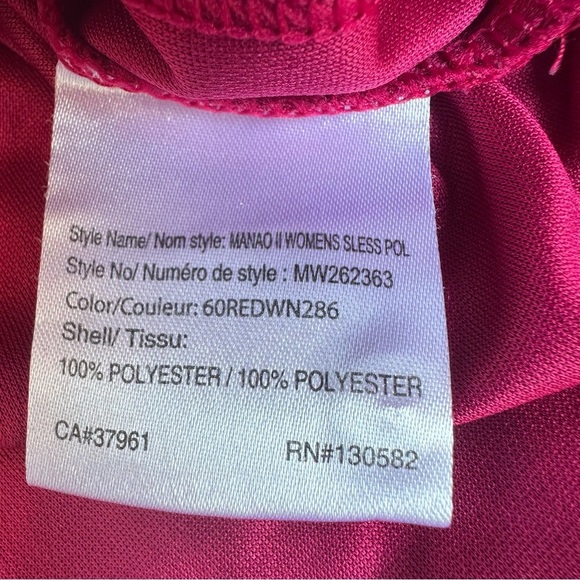 Style Name/ Nom style: MANAO II WOMENS SLESS POL
Style No/ Numéro de style : MW262363
Color/Couleur: 60REDWN286
Shell/ Tissu:
100% POLYESTER / 100% POLYESTER
CA#37961 RN#130582